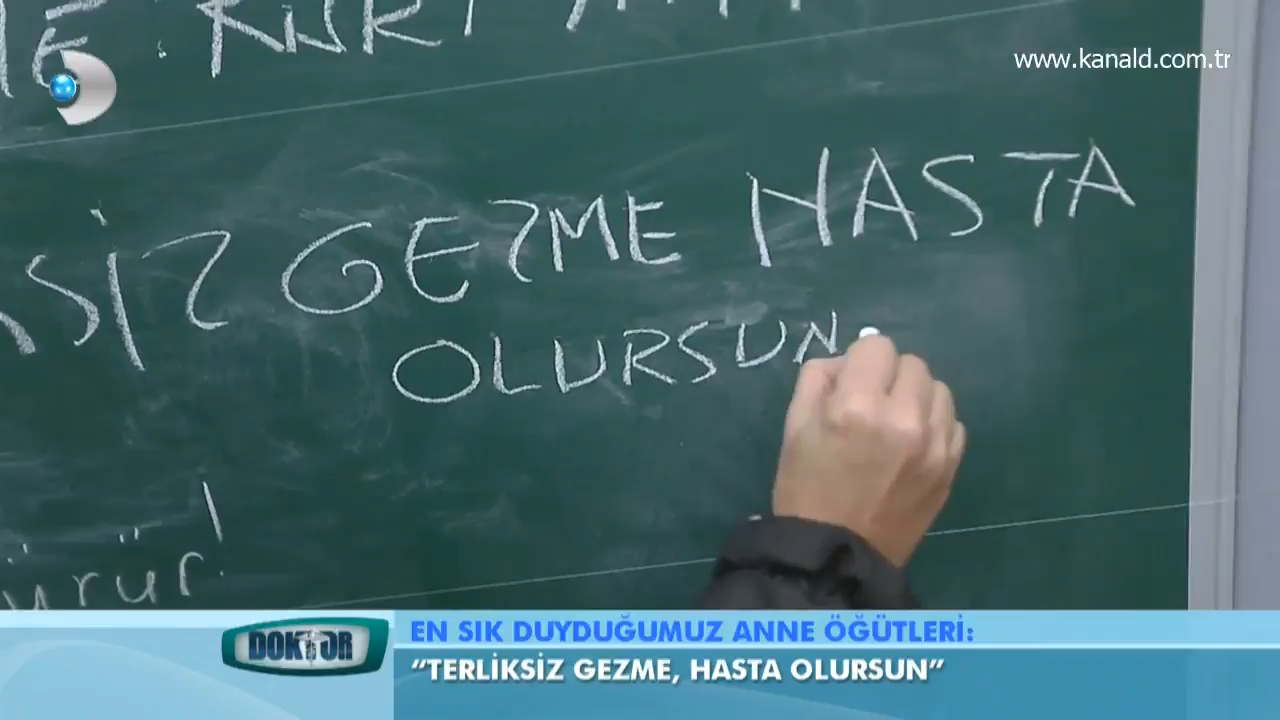 www.kanald.com.tr
SİZ GEZME HASTA
OLURSUN
ürür!
DOKTOR
EN SIK DUYDUĞUMUZ ANNE ÖĞÜTLERİ:
“TERLİKSİZ GEZME, HASTA OLURSUN”